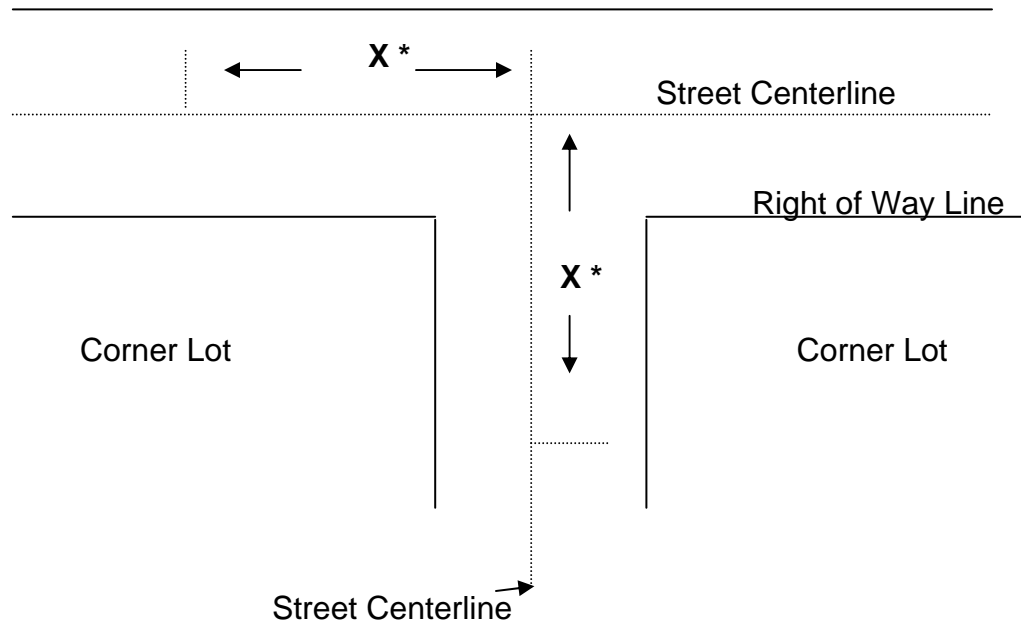 X *
Street Centerline
Right of Way Line
X *
Corner Lot
Corner Lot
Street Centerline